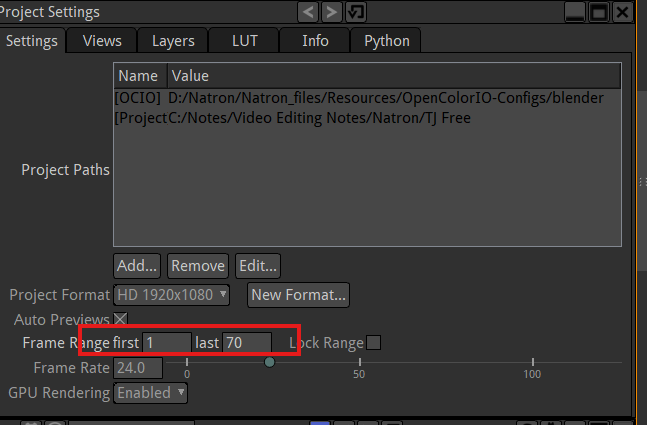 Project Settings
Settings Views Layers LUT Info Python
Name Value
[OCIO] D:/Natron/Natron_files/Resources/OpenColorIO-Configs/blender
[Project C:/Notes/Video Editing Notes/Natron/TJ Free
Project Paths
Add... Remove Edit...
Project Format HD 1920x1080 New Format...
Auto Previews
Frame Range first 1 last 70 Lock Range
Frame Rate 24.0 0 50 100
GPU Rendering Enabled